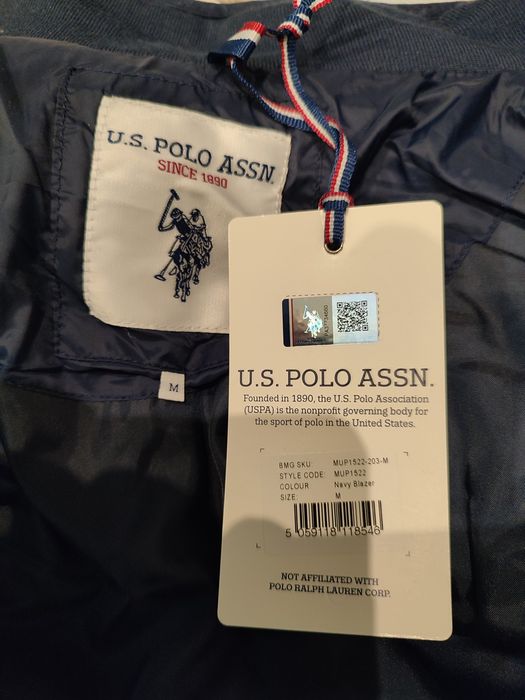 U.S. POLO ASSN.
SINCE 1890
M
U.S. POLO ASSN.
Founded in 1890, the U.S. Polo Association
(USPA) is the nonprofit governing body for
the sport of polo in the United States.
BMG SKU: MUP1522-203-M
STYLE CODE: MUP1522
COLOUR Navy Blazer
SIZE: M
5 059118 118546
NOT AFFILIATED WITH
POLO RALPH LAUREN CORP.